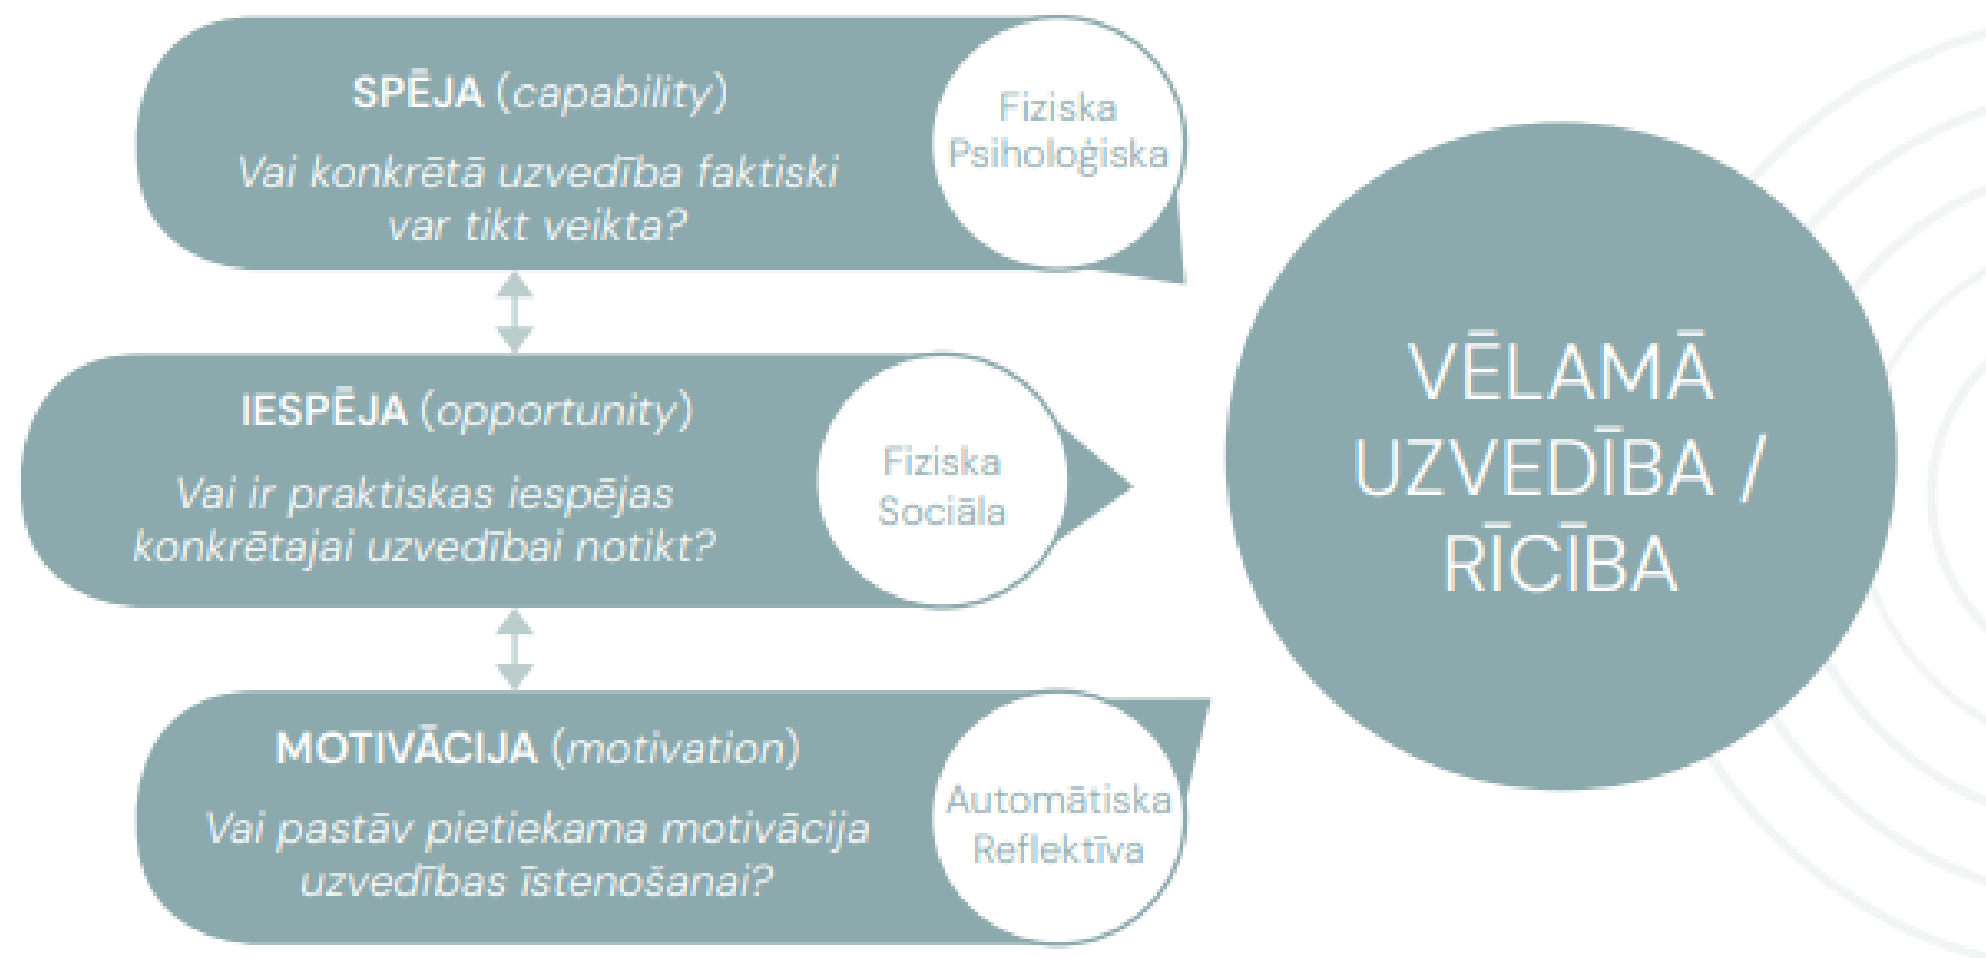 SPĒJA (capability)
Vai konkrētā uzvedība faktiski
var tikt veikta?
Fiziska
Psiholoģiska
IESPĒJA (opportunity)
Vai ir praktiskas iespējas
konkrētajai uzvedībai notikt?
Fiziska
Sociāla
MOTIVĀCIJA (motivation)
Vai pastāv pietiekama motivācija
uzvedības īstenošanai?
Automātiska
Reflektīva
VĒLAMĀ
UZVEDĪBA /
RĪCĪBA